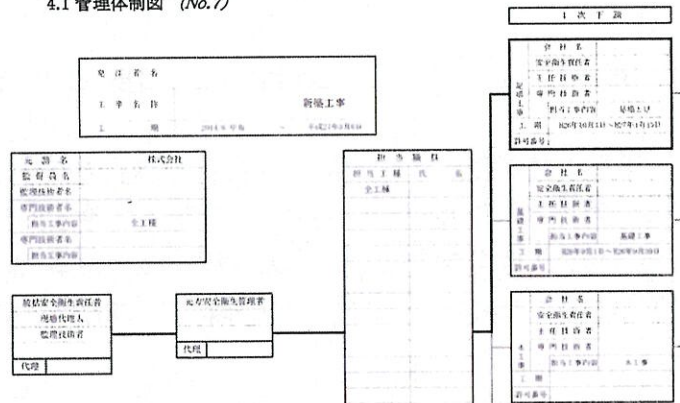 4.1 管理体制図 (No.7)
1 次 下 請
発 注 者 名
工 事 名 称 新築工事
工 期
元 請 名 株式会社
監 督 員 名
監理技術者名
専門技術者名
担当工事内容 全工種
専門技術者名
担当工事内容
統括安全衛生責任者
現場代理人
監理技術者
代理
元方安全衛生管理者
代理
担 当 職 員
担 当 工 種 氏 名
全工種
会 社 名
安全衛生責任者
主 任 技 術 者
専 門 技 術 者
担当工事内容
工 期
許可番号
会 社 名
安全衛生責任者
主 任 技 術 者
専 門 技 術 者
基礎工事
担当工事内容 基礎工事
工 期
許可番号
会 社 名
安全衛生責任者
主 任 技 術 者
専 門 技 術 者
木工事
担当工事内容 木工事
工 期
許可番号